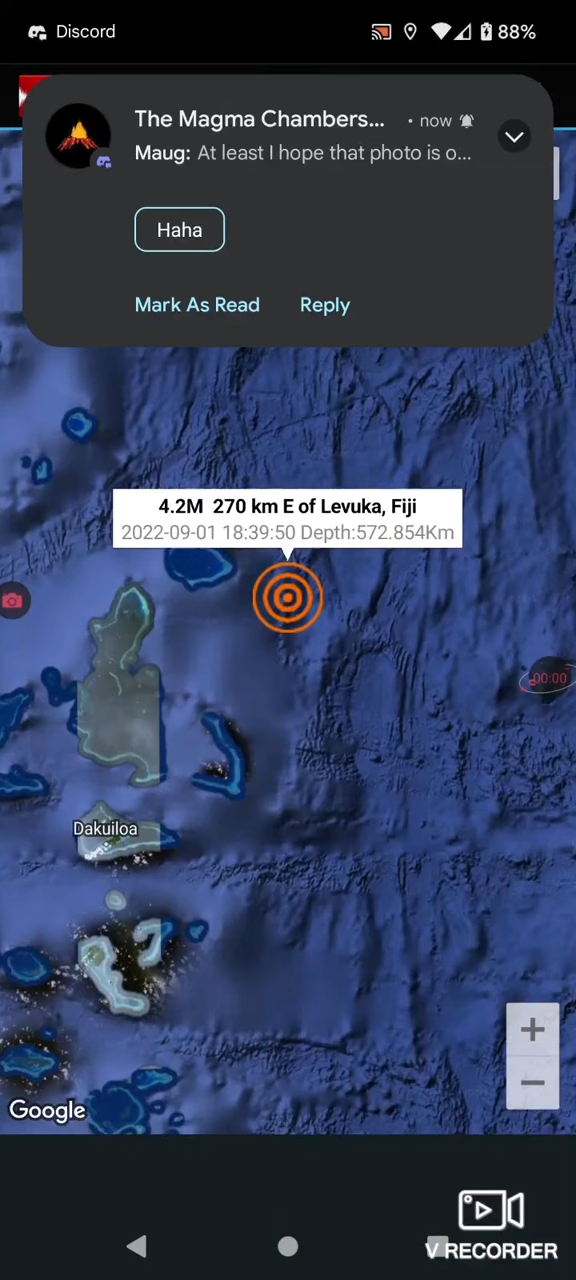 Discord
88%
The Magma Chambers... • now
Maug: At least I hope that photo is o...
Haha
Mark As Read
Reply
4.2M 270 km E of Levuka, Fiji
2022-09-01 18:39:50 Depth:572.854Km
00:00
Dakuiloa
+
−
Google
V RECORDER